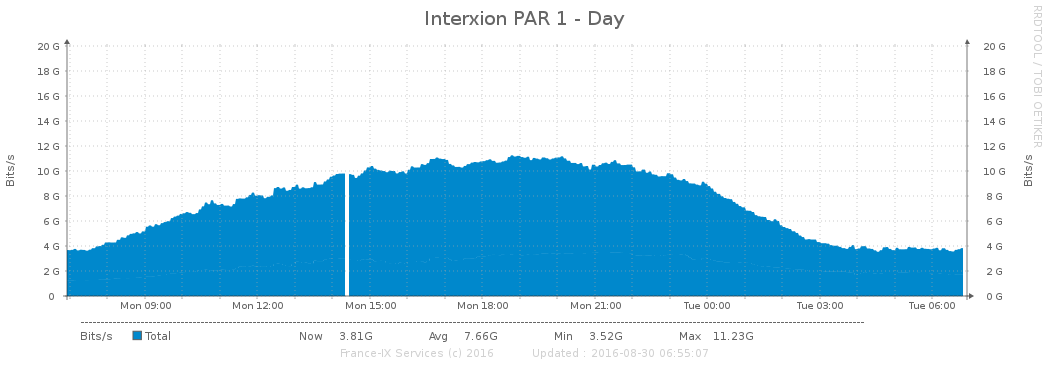 Interxion PAR 1 - Day
RRDTOOL / TOBI OETIKER
Bits/s
20 G 20 G
18 G 18 G
16 G 16 G
14 G 14 G
12 G 12 G
10 G 10 G
8 G 8 G
6 G 6 G
4 G 4 G
2 G 2 G
0 0 G
Bits/s
Mon 09:00 Mon 12:00 Mon 15:00 Mon 18:00 Mon 21:00 Tue 00:00 Tue 03:00 Tue 06:00
Bits/s Total Now 3.81G Avg 7.66G Min 3.52G Max 11.23G
France-IX Services (c) 2016 Updated : 2016-08-30 06:55:07